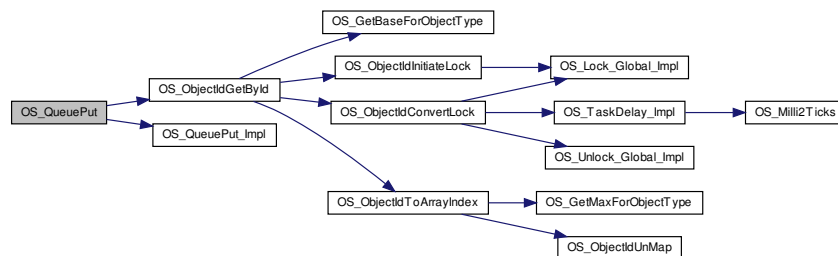 OS_GetBaseForObjectType
OS_ObjectIdInitiateLock
OS_Lock_Global_Impl
OS_ObjectIdGetById
OS_QueuePut
OS_ObjectIdConvertLock
OS_TaskDelay_Impl
OS_Milli2Ticks
OS_QueuePut_Impl
OS_Unlock_Global_Impl
OS_ObjectIdToArrayIndex
OS_GetMaxForObjectType
OS_ObjectIdUnMap